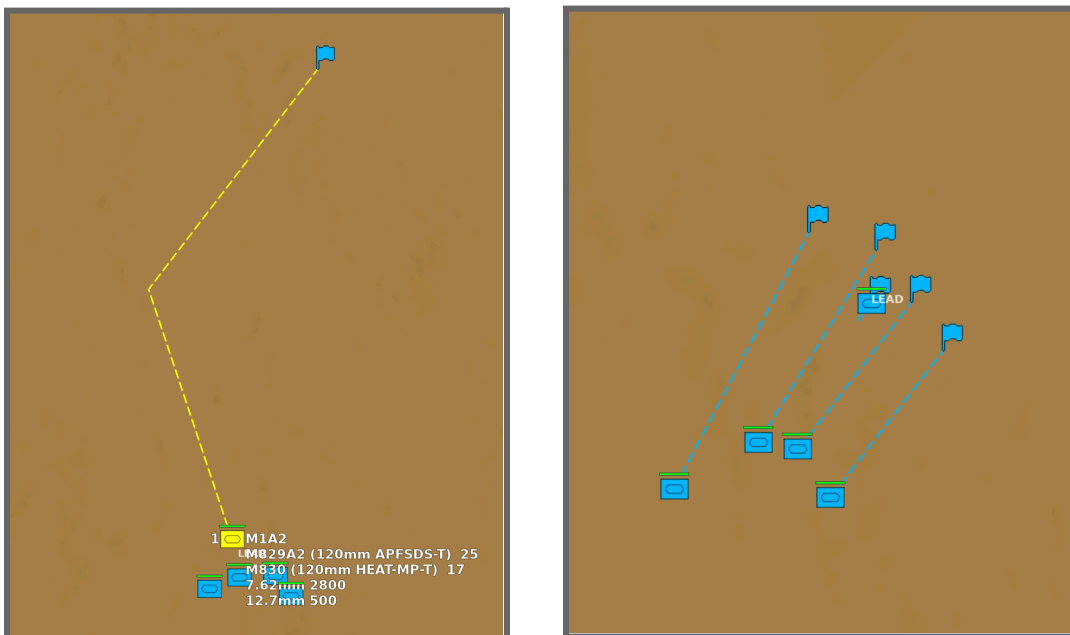 1 M1A2
M829A2 (120mm APFSDS-T) 25
M830 (120mm HEAT-MP-T) 17
7.62mm 2800
12.7mm 500
LEAD